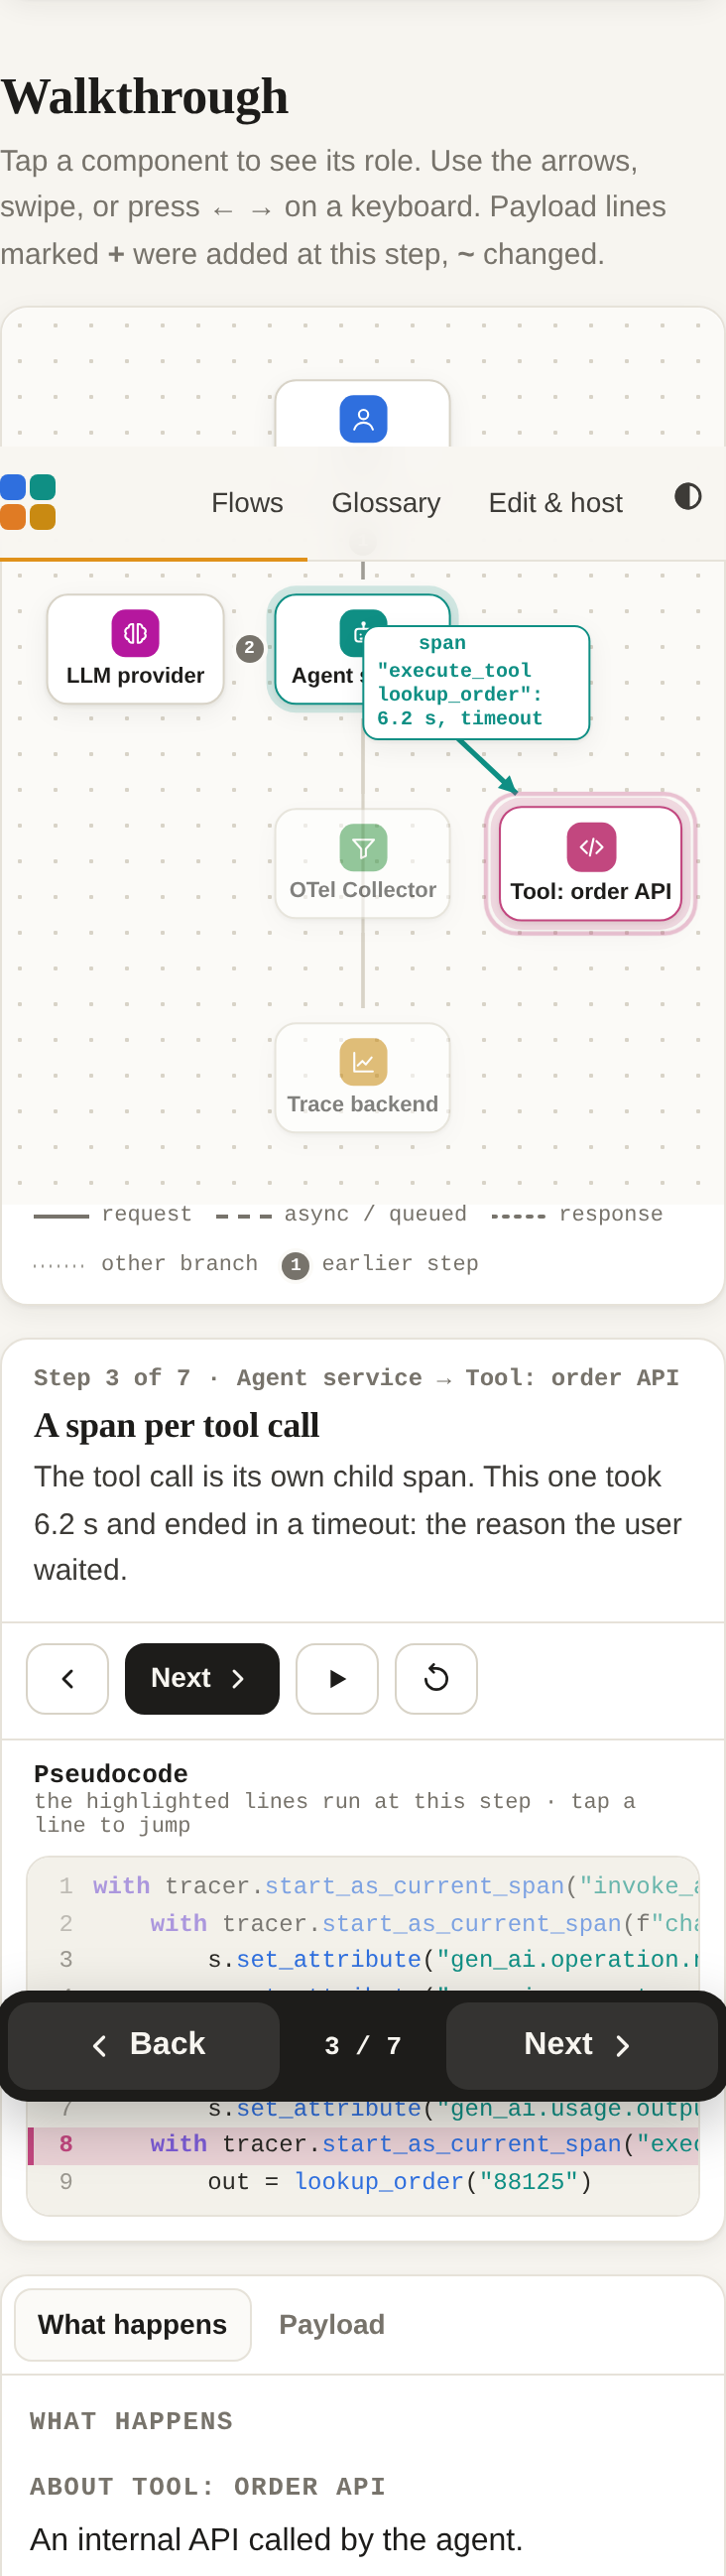 Walkthrough
Tap a component to see its role. Use the arrows,
swipe, or press ← → on a keyboard. Payload lines
marked + were added at this step, ~ changed.
Flows
Glossary
Edit & host
LLM provider
2
Agent s
span
"execute_tool
lookup_order":
6.2 s, timeout
OTel Collector
Tool: order API
Trace backend
request
async / queued
response
other branch
1
earlier step
Step 3 of 7 · Agent service → Tool: order API
A span per tool call
The tool call is its own child span. This one took
6.2 s and ended in a timeout: the reason the user
waited.
Next
Pseudocode
the highlighted lines run at this step · tap a
line to jump
1 with tracer.start_as_current_span("invoke_a
2 with tracer.start_as_current_span(f"cha
3 s.set_attribute("gen_ai.operation.n
Back
3 / 7
Next
7 s.set_attribute("gen_ai.usage.outpu
8 with tracer.start_as_current_span("exec
9 out = lookup_order("88125")
What happens
Payload
WHAT HAPPENS
ABOUT TOOL: ORDER API
An internal API called by the agent.